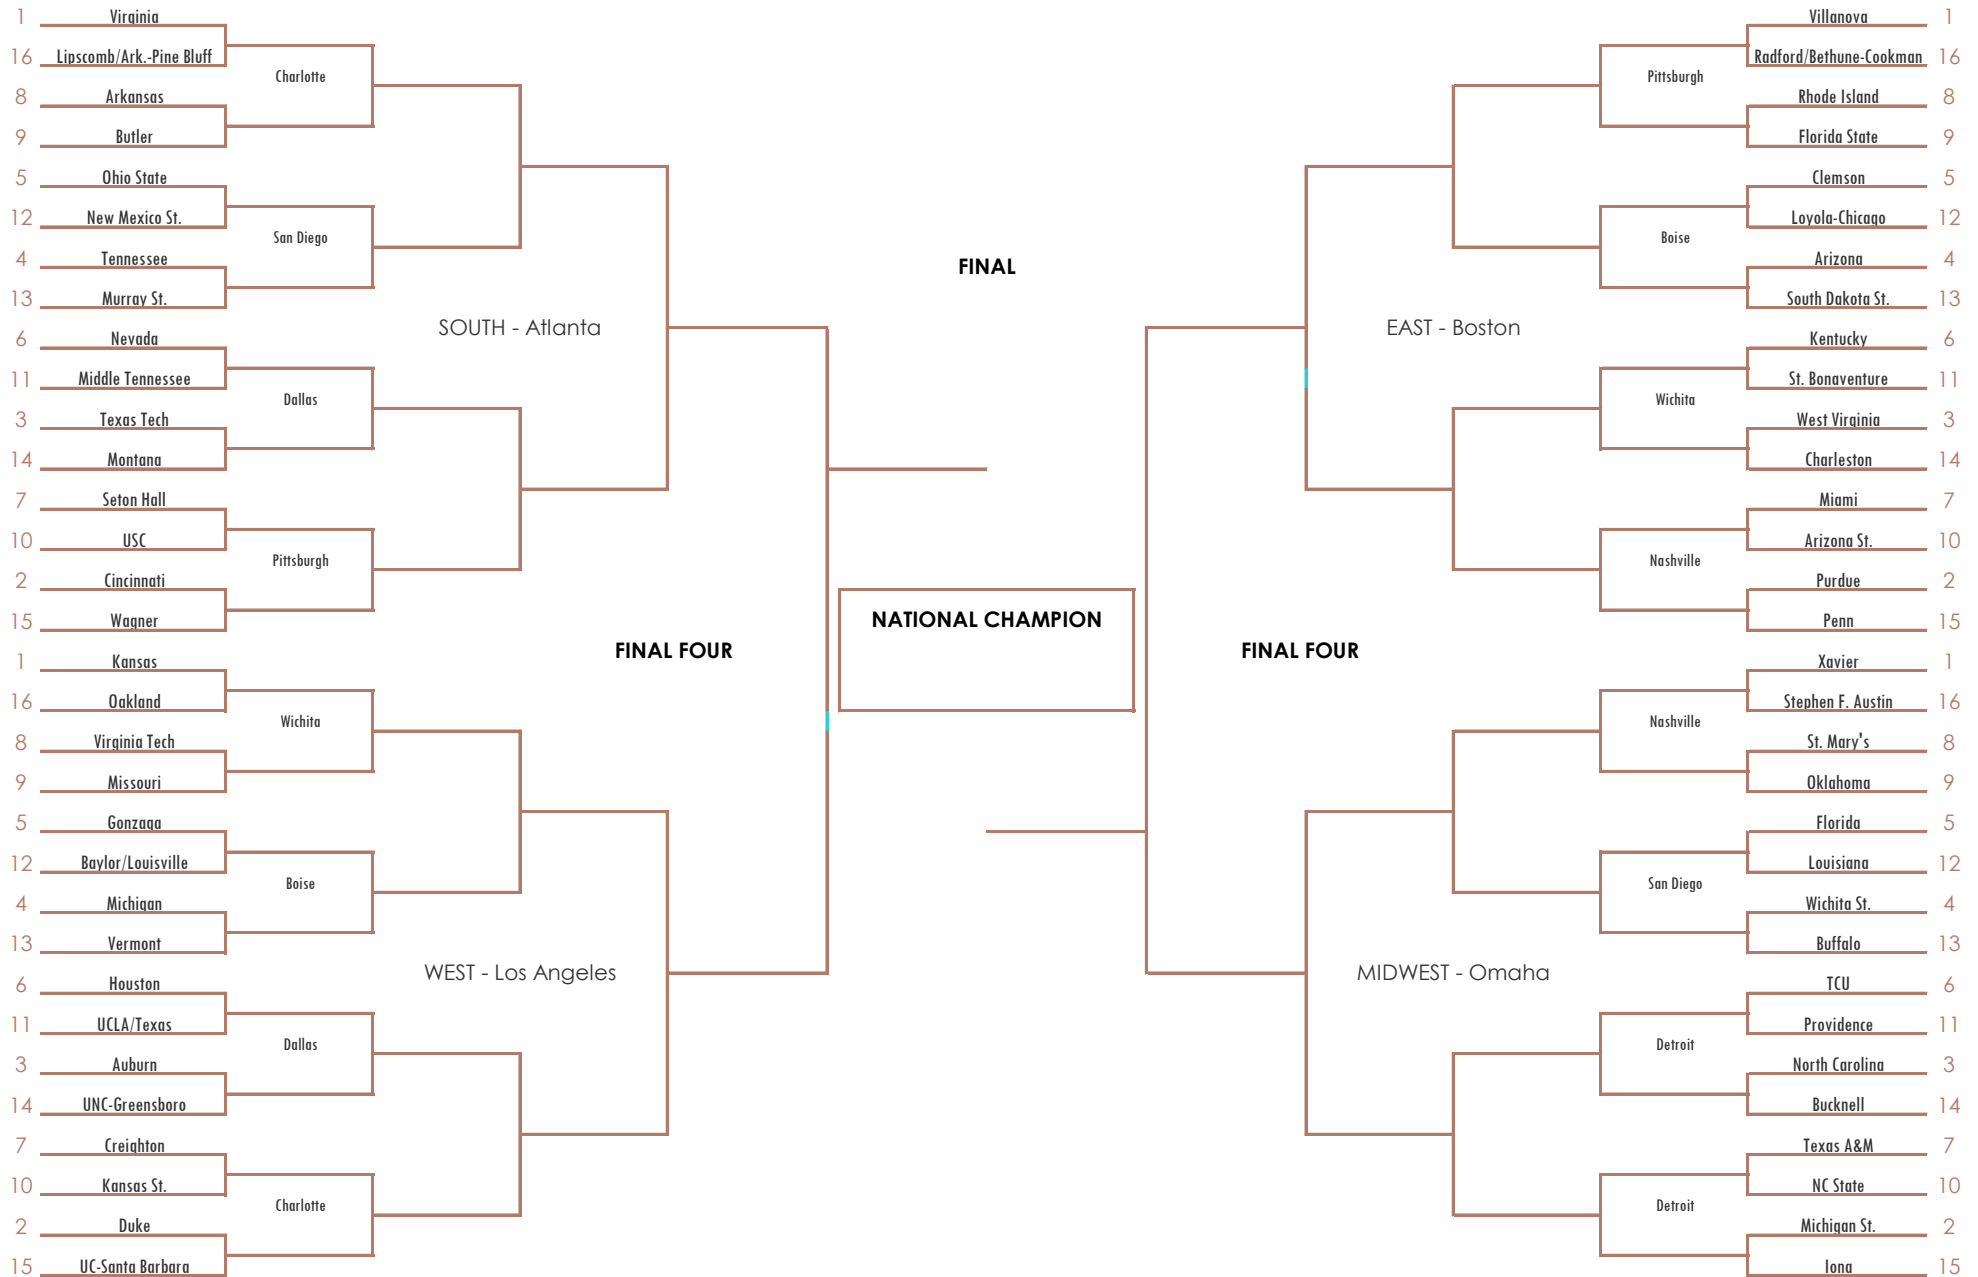 1 Virginia
16 Lipscomb/Ark.-Pine Bluff
Charlotte
8 Arkansas
9 Butler
5 Ohio State
12 New Mexico St.
San Diego
4 Tennessee
13 Murray St.
SOUTH - Atlanta
6 Nevada
11 Middle Tennessee
Dallas
3 Texas Tech
14 Montana
7 Seton Hall
10 USC
Pittsburgh
2 Cincinnati
15 Wagner
FINAL FOUR
1 Kansas
16 Oakland
Wichita
8 Virginia Tech
9 Missouri
5 Gonzaga
12 Baylor/Louisville
Boise
4 Michigan
13 Vermont
WEST - Los Angeles
6 Houston
11 UCLA/Texas
Dallas
3 Auburn
14 UNC-Greensboro
7 Creighton
10 Kansas St.
Charlotte
2 Duke
15 UC-Santa Barbara
FINAL
NATIONAL CHAMPION
Villanova 1
Radford/Bethune-Cookman 16
Pittsburgh
Rhode Island 8
Florida State 9
Clemson 5
Loyola-Chicago 12
Boise
Arizona 4
South Dakota St. 13
EAST - Boston
Kentucky 6
St. Bonaventure 11
Wichita
West Virginia 3
Charleston 14
Miami 7
Arizona St. 10
Nashville
Purdue 2
Penn 15
FINAL FOUR
Xavier 1
Stephen F. Austin 16
Nashville
St. Mary's 8
Oklahoma 9
Florida 5
Louisiana 12
San Diego
Wichita St. 4
Buffalo 13
MIDWEST - Omaha
TCU 6
Providence 11
Detroit
North Carolina 3
Bucknell 14
Texas A&M 7
NC State 10
Detroit
Michigan St. 2
Iona 15